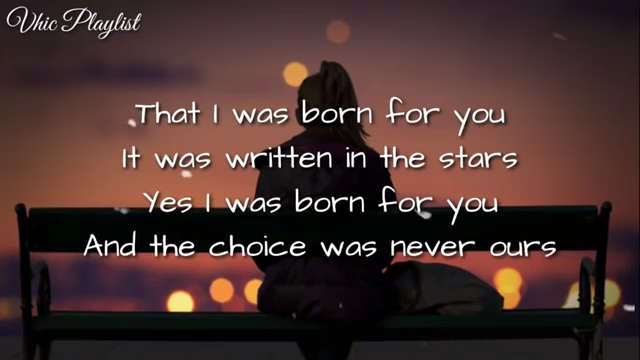 Vhic Playlist
That I was born for you
It was written in the stars
Yes I was born for you
And the choice was never ours